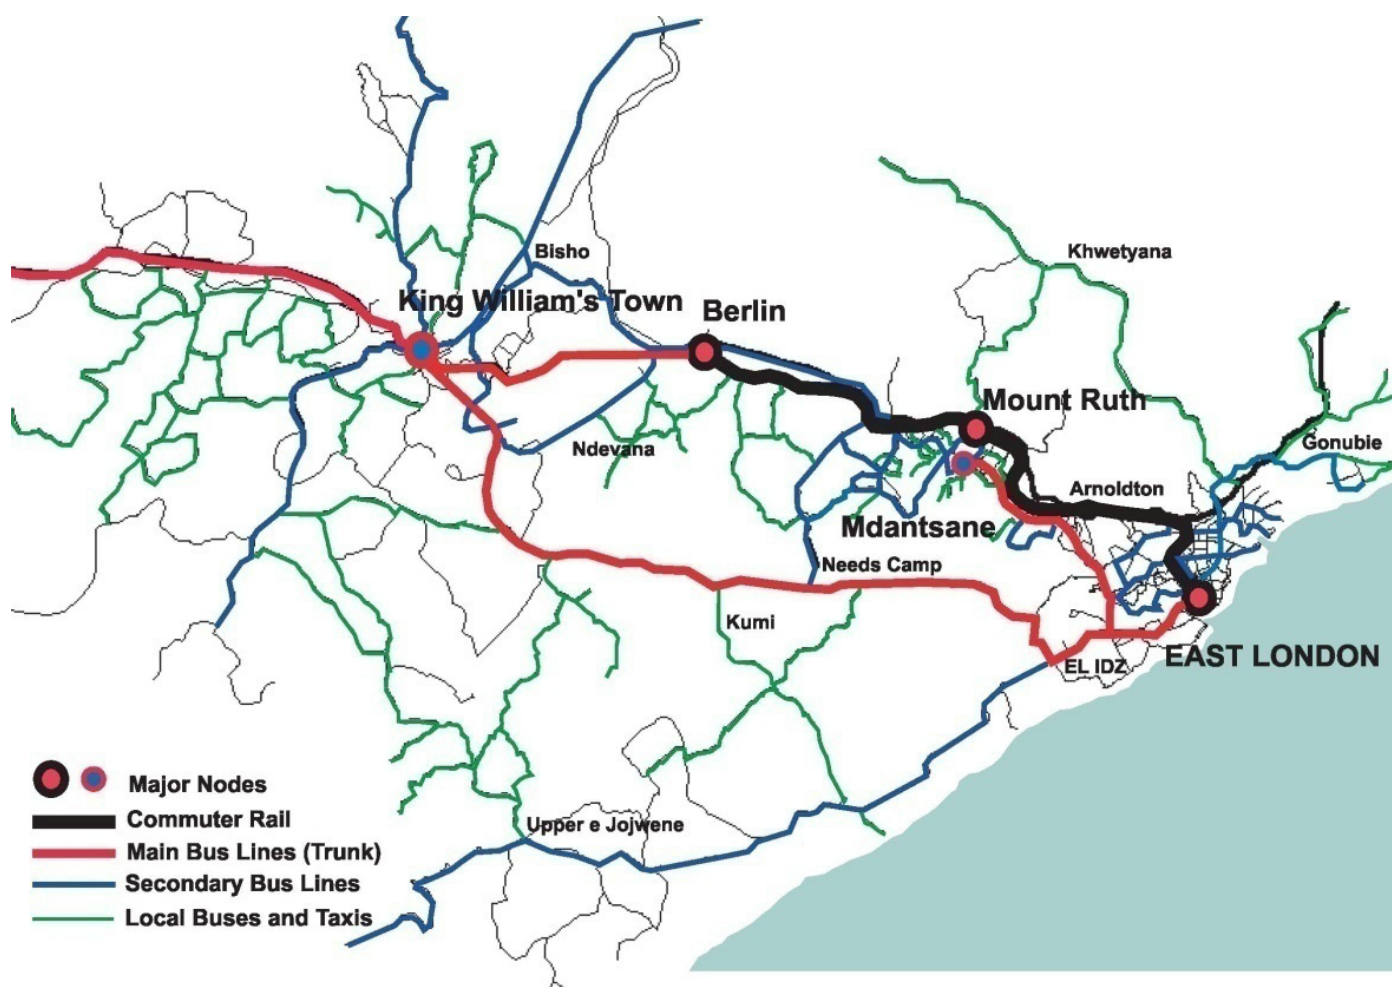 Bisho
Khwetyana
King William's Town
Berlin
Mount Ruth
Gonubie
Ndevana
Arnoldton
Mdantsane
Needs Camp
Kumi
EAST LONDON
EL IDZ
Major Nodes
Commuter Rail
Upper e Jojwene
Main Bus Lines (Trunk)
Secondary Bus Lines
Local Buses and Taxis